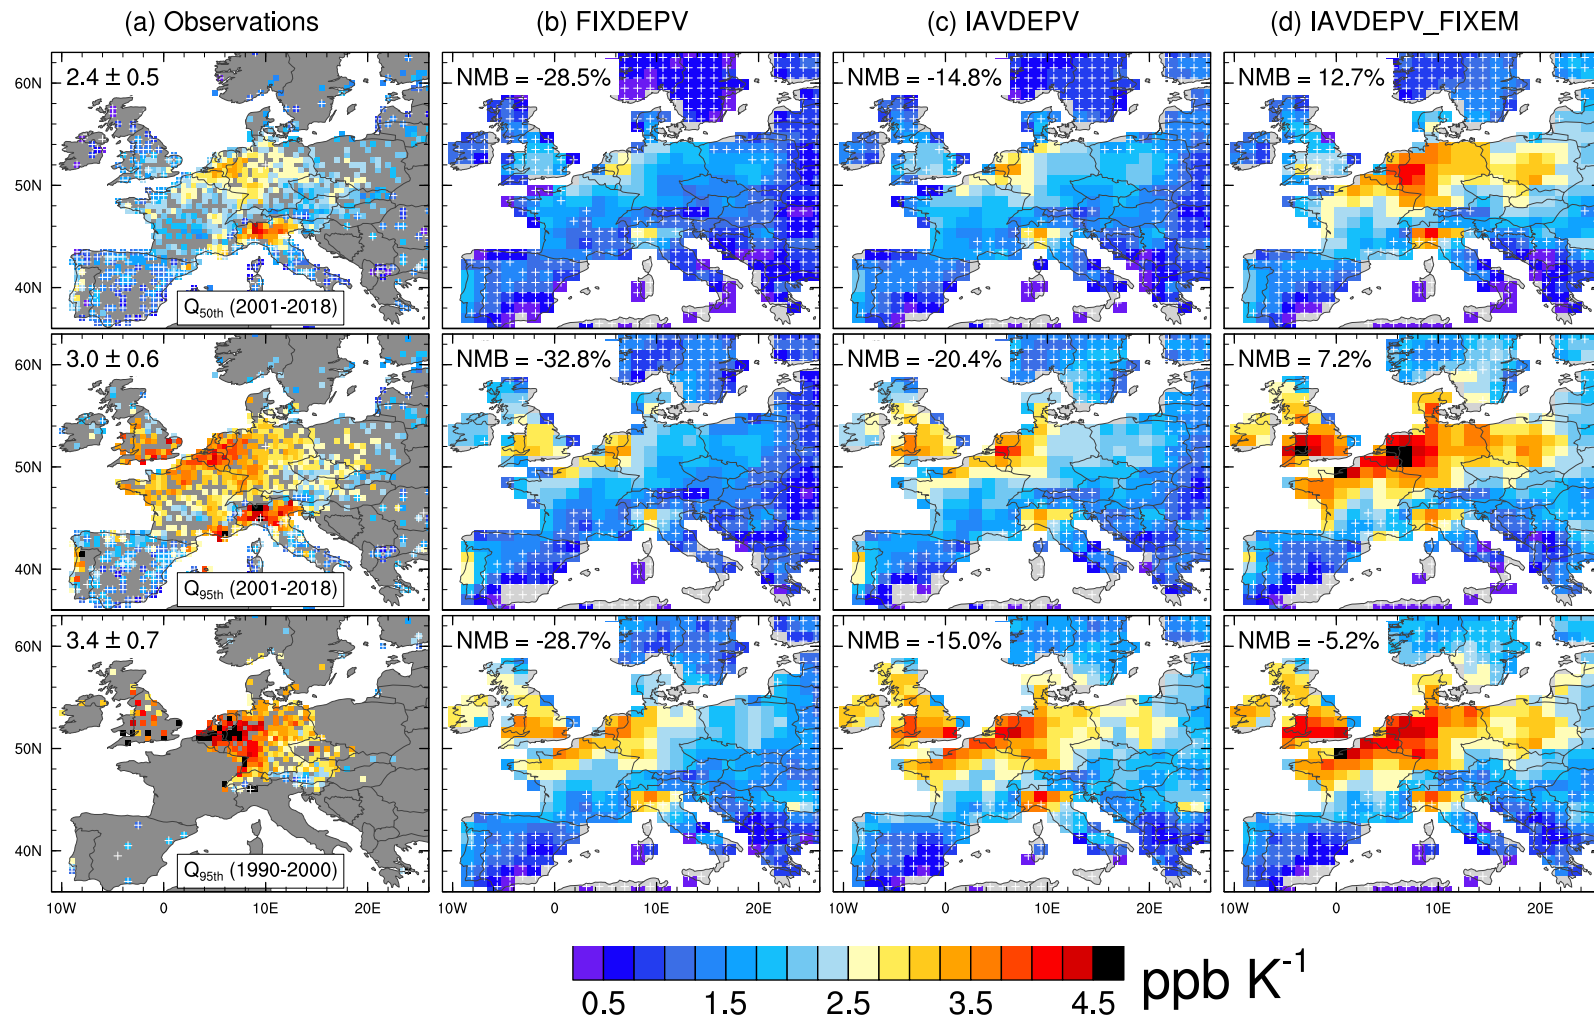 (a) Observations (b) FIXDEPV (c) IAVDEPV (d) IAVDEPV_FIXEM
60N 2.4 ± 0.5 NMB = -28.5% NMB = -14.8% NMB = 12.7%
50N
40N
Q50th (2001-2018)
60N 3.0 ± 0.6 NMB = -32.8% NMB = -20.4% NMB = 7.2%
50N
40N
Q95th (2001-2018)
60N 3.4 ± 0.7 NMB = -28.7% NMB = -15.0% NMB = -5.2%
50N
40N
Q95th (1990-2000)
10W 0 10E 20E 10W 0 10E 20E 10W 0 10E 20E 10W 0 10E 20E
0.5 1.5 2.5 3.5 4.5 ppb K⁻¹